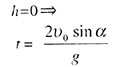 h=0⇒
t = 2υ₀ sin α / g